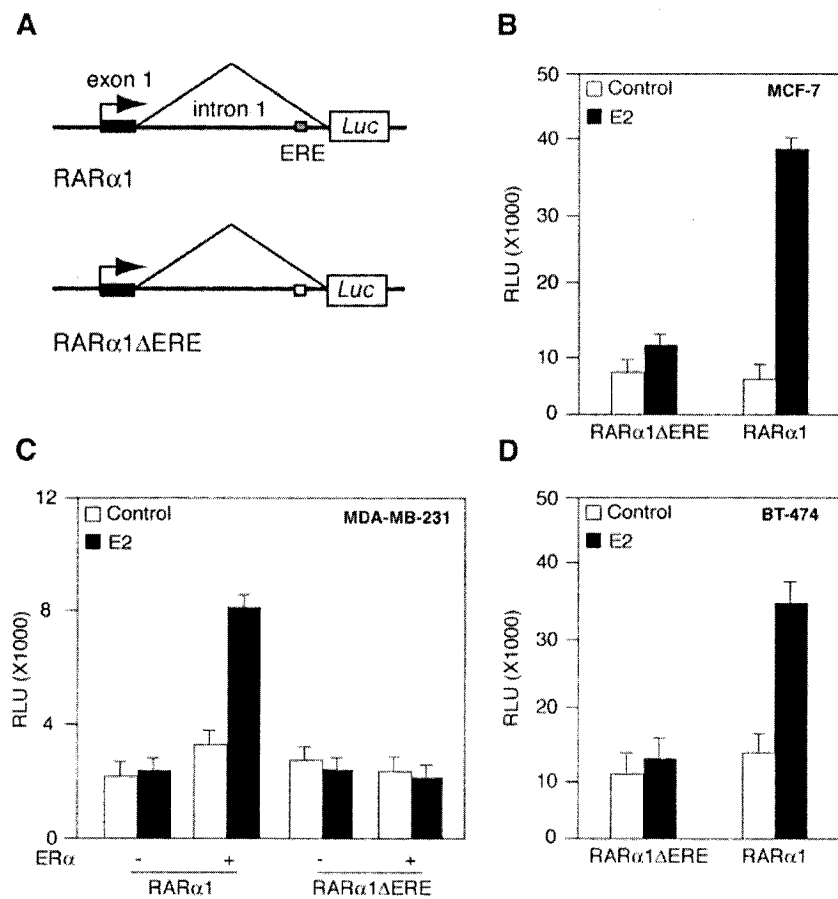 A
exon 1
intron 1
Luc
ERE
RARα1
Luc
RARα1ΔERE
B
50
40
30
20
10
0
RLU (X1000)
Control
E2
MCF-7
RARα1ΔERE
RARα1
C
12
8
4
0
RLU (X1000)
Control
E2
MDA-MB-231
ERα - + - +
RARα1 RARα1ΔERE
D
50
40
30
15
10
0
RLU (X1000)
Control
E2
BT-474
RARα1ΔERE
RARα1